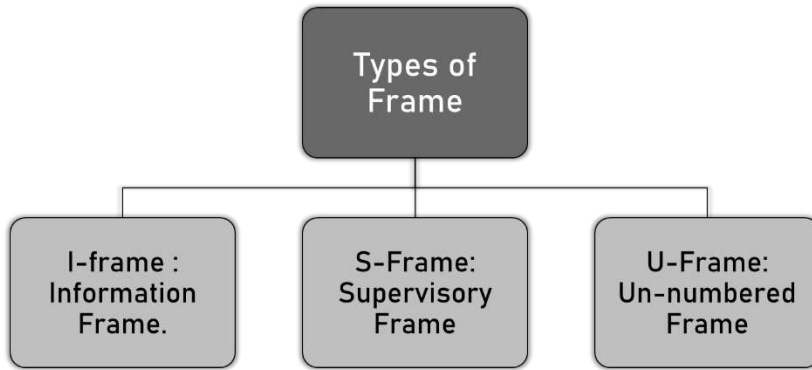 Types of
Frame
I-frame :
Information
Frame.
S-Frame:
Supervisory
Frame
U-Frame:
Un-numbered
Frame